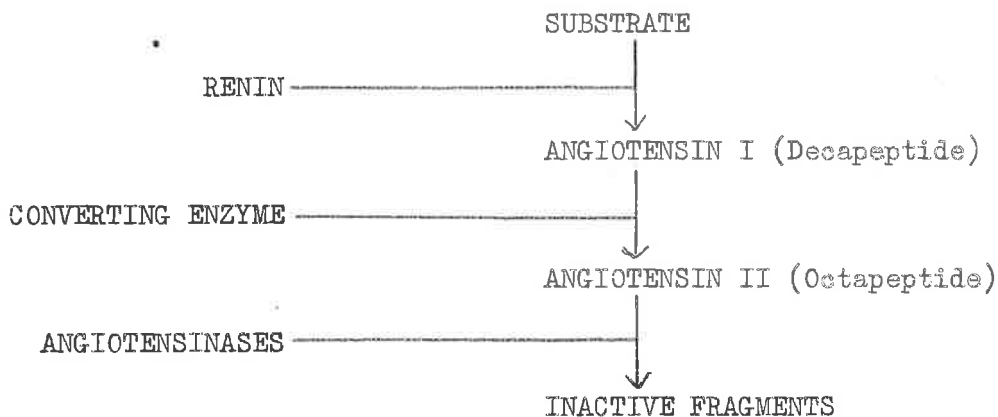 SUBSTRATE
RENIN
ANGIOTENSIN I (Decapeptide)
CONVERTING ENZYME
ANGIOTENSIN II (Octapeptide)
ANGIOTENSINASES
INACTIVE FRAGMENTS